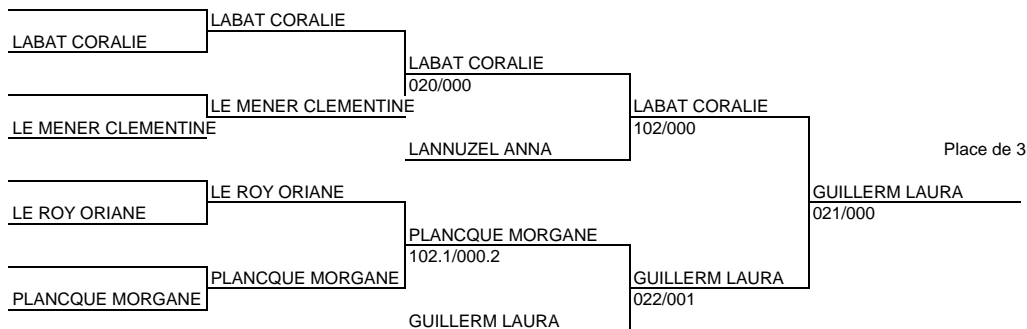 LABAT CORALIE
LABAT CORALIE
LABAT CORALIE
020/000
LE MENER CLEMENTINE
LABAT CORALIE
LE MENER CLEMENTINE
102/000
LANNUZEL ANNA
Place de 3
LE ROY ORIANE
GUILLERM LAURA
LE ROY ORIANE
021/000
PLANCQUE MORGANE
102.1/000.2
PLANCQUE MORGANE
GUILLERM LAURA
PLANCQUE MORGANE
022/001
GUILLERM LAURA